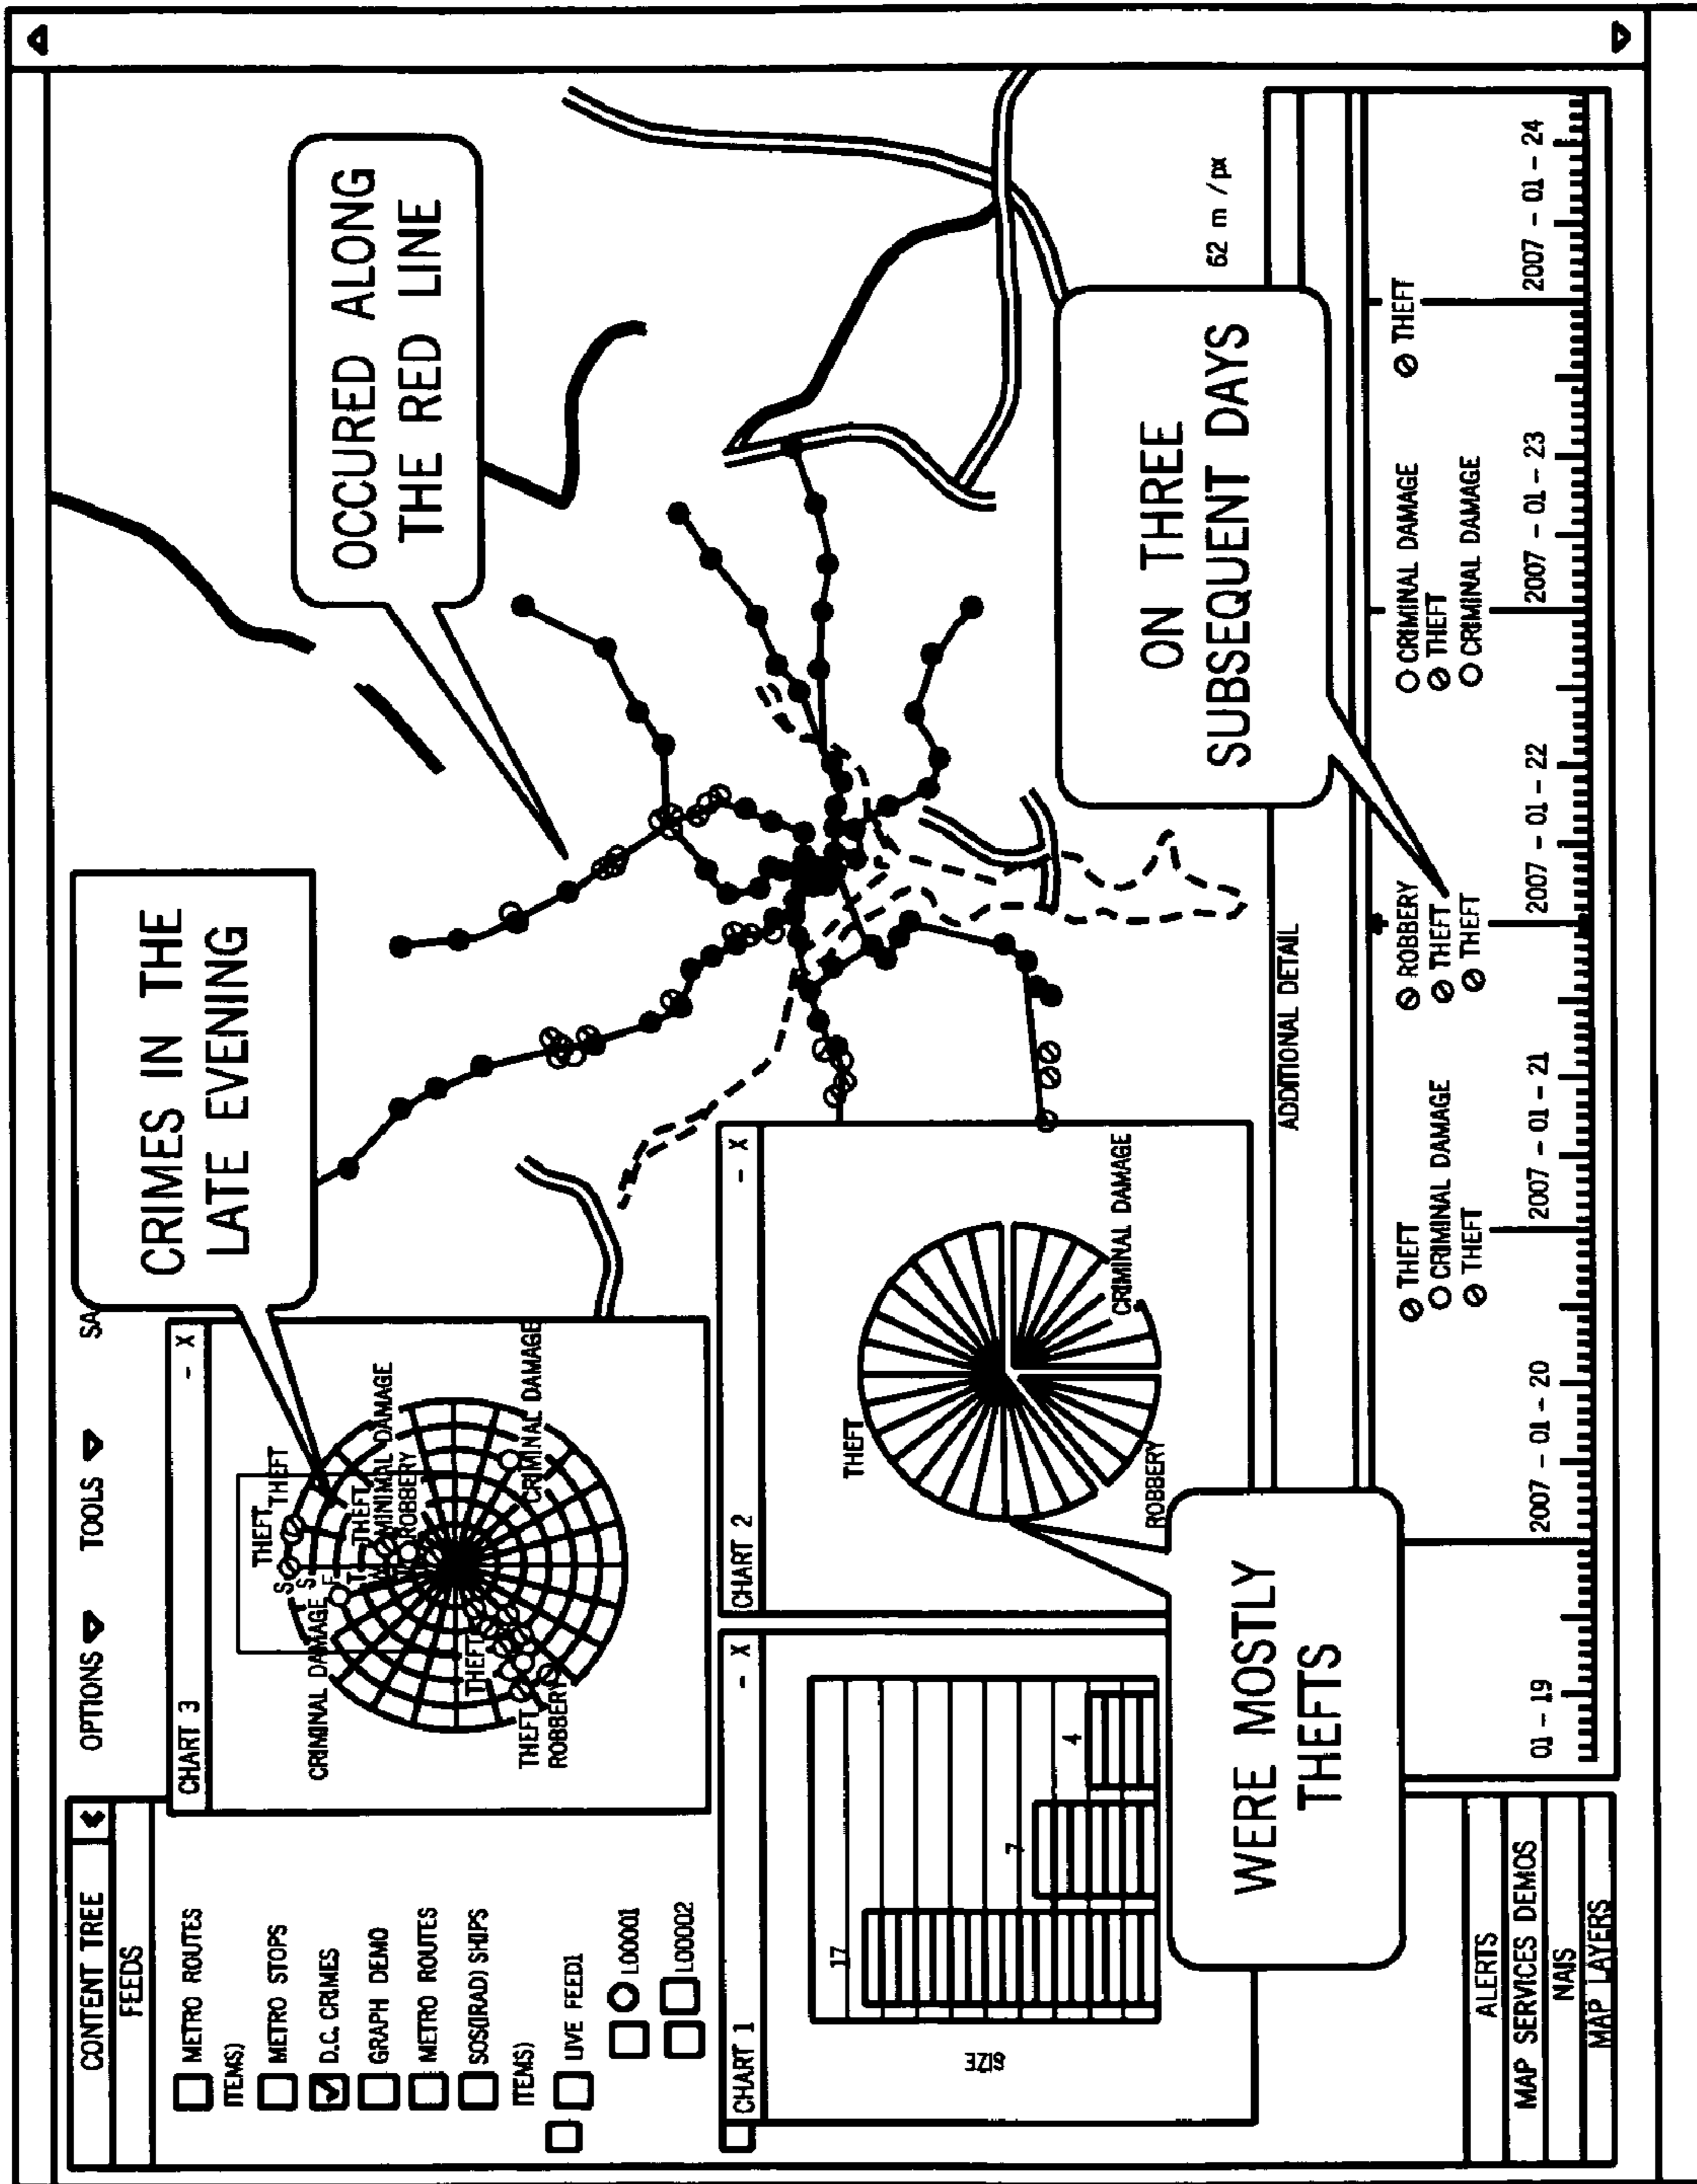 CONTENT TREE
FEEDS
METRO ROUTES
ITEMS)
METRO STOPS
D.C. CRIMES
GRAPH DEMO
METRO ROUTES
SOS(IRAD) SHIPS
ITEMS)
LIVE FEED1
L00001
L00002
OPTIONS
TOOLS
SA
CHART 3
- X
THEFT
THEFT
S
S
F
T
CRIMINAL DAMAGE
THEFT
MINIMAL DAMAGE
ROBBERY
CRIMINAL DAMAGE
THEFT
THEFT
ROBBERY
CRIMES IN THE
LATE EVENING
OCCURED ALONG
THE RED LINE
CHART 1
- X
SIZE
17
7
4
CHART 2
- X
THEFT
CRIMINAL DAMAGE
ROBBERY
WERE MOSTLY
THEFTS
ON THREE
SUBSEQUENT DAYS
62 m / px
ADDITIONAL DETAIL
THEFT
CRIMINAL DAMAGE
THEFT
ROBBERY
THEFT
THEFT
CRIMINAL DAMAGE
THEFT
CRIMINAL DAMAGE
THEFT
01 - 19
2007 - 01 - 20
2007 - 01 - 21
2007 - 01 - 22
2007 - 01 - 23
2007 - 01 - 24
ALERTS
MAP SERVICES DEMOS
NAIS
MAP LAYERS